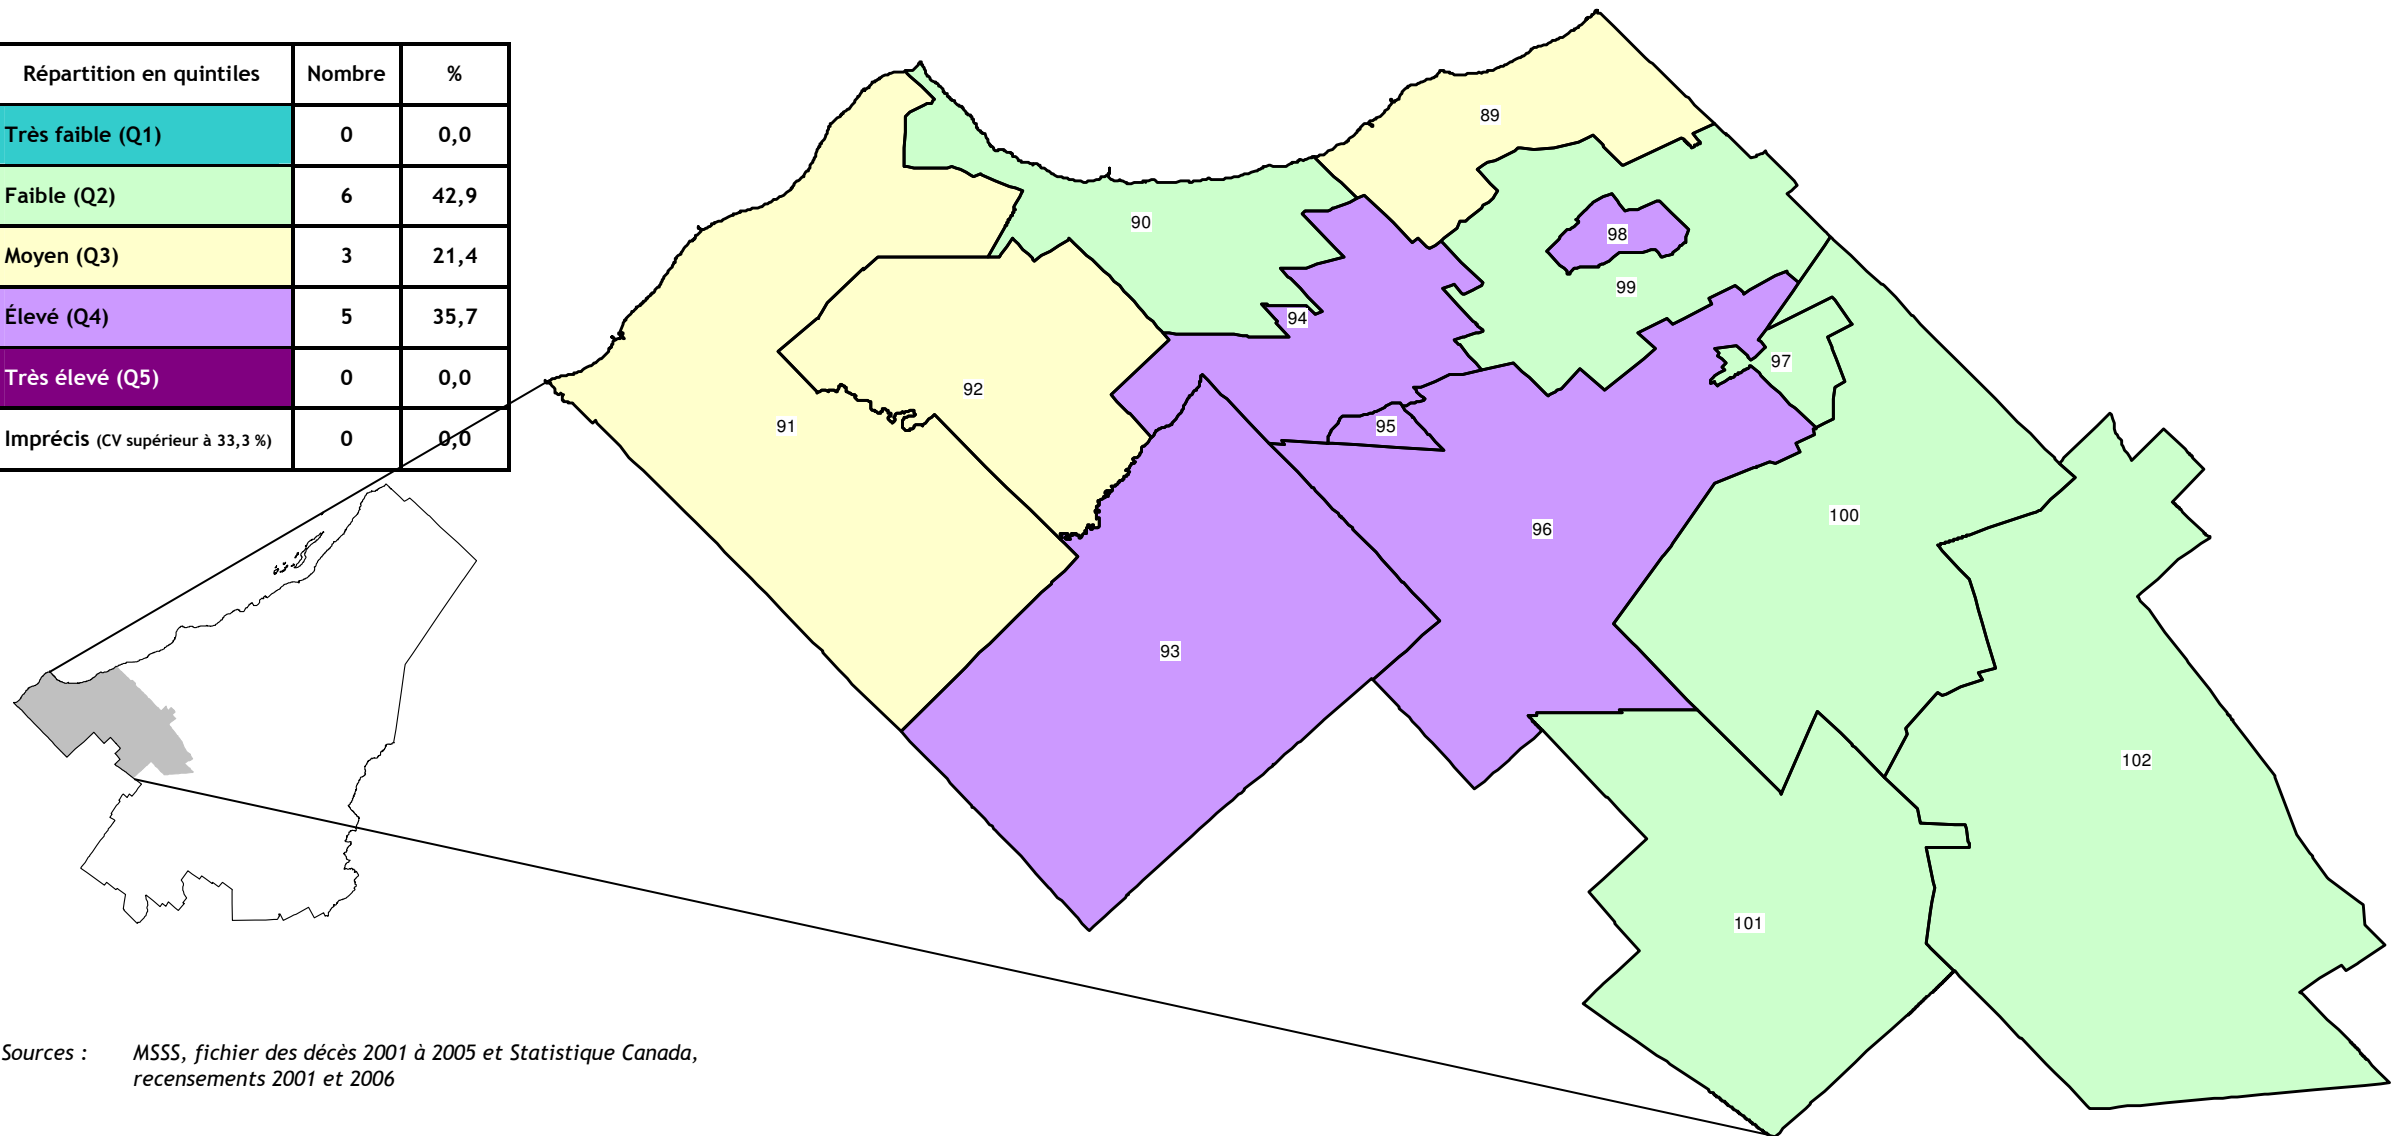 Répartition en quintiles Nombre %
Très faible (Q1) 0 0,0
Faible (Q2) 6 42,9
Moyen (Q3) 3 21,4
Élevé (Q4) 5 35,7
Très élevé (Q5) 0 0,0
Imprécis (CV supérieur à 33,3 %) 0 0,0
89
90
98
99
94
97
92
95
91
100
96
93
102
101
Sources : MSSS, fichier des décès 2001 à 2005 et Statistique Canada,
recensements 2001 et 2006